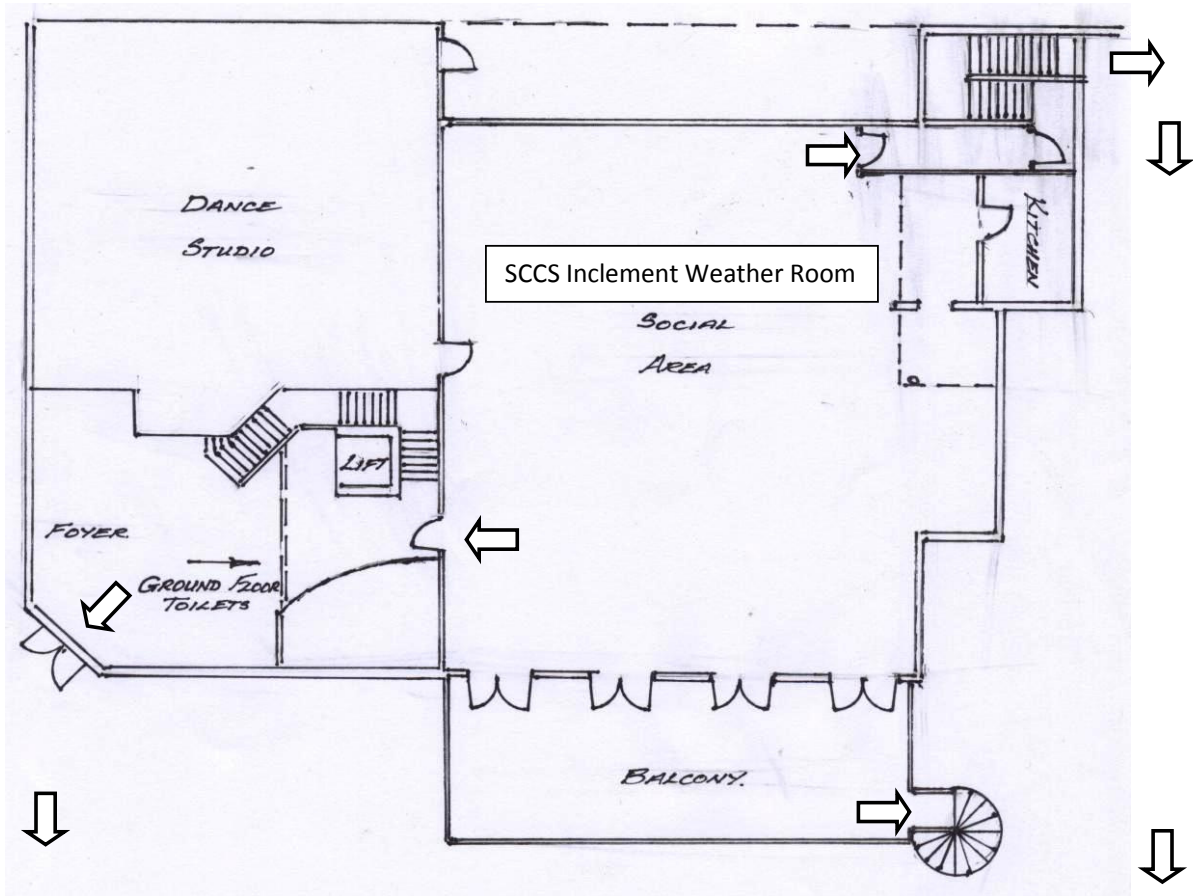 DANCE
STUDIO
SCCS Inclement Weather Room
KITCHEN
SOCIAL
AREA
LIFT
FOYER
GROUND FLOOR
TOILETS
BALCONY.